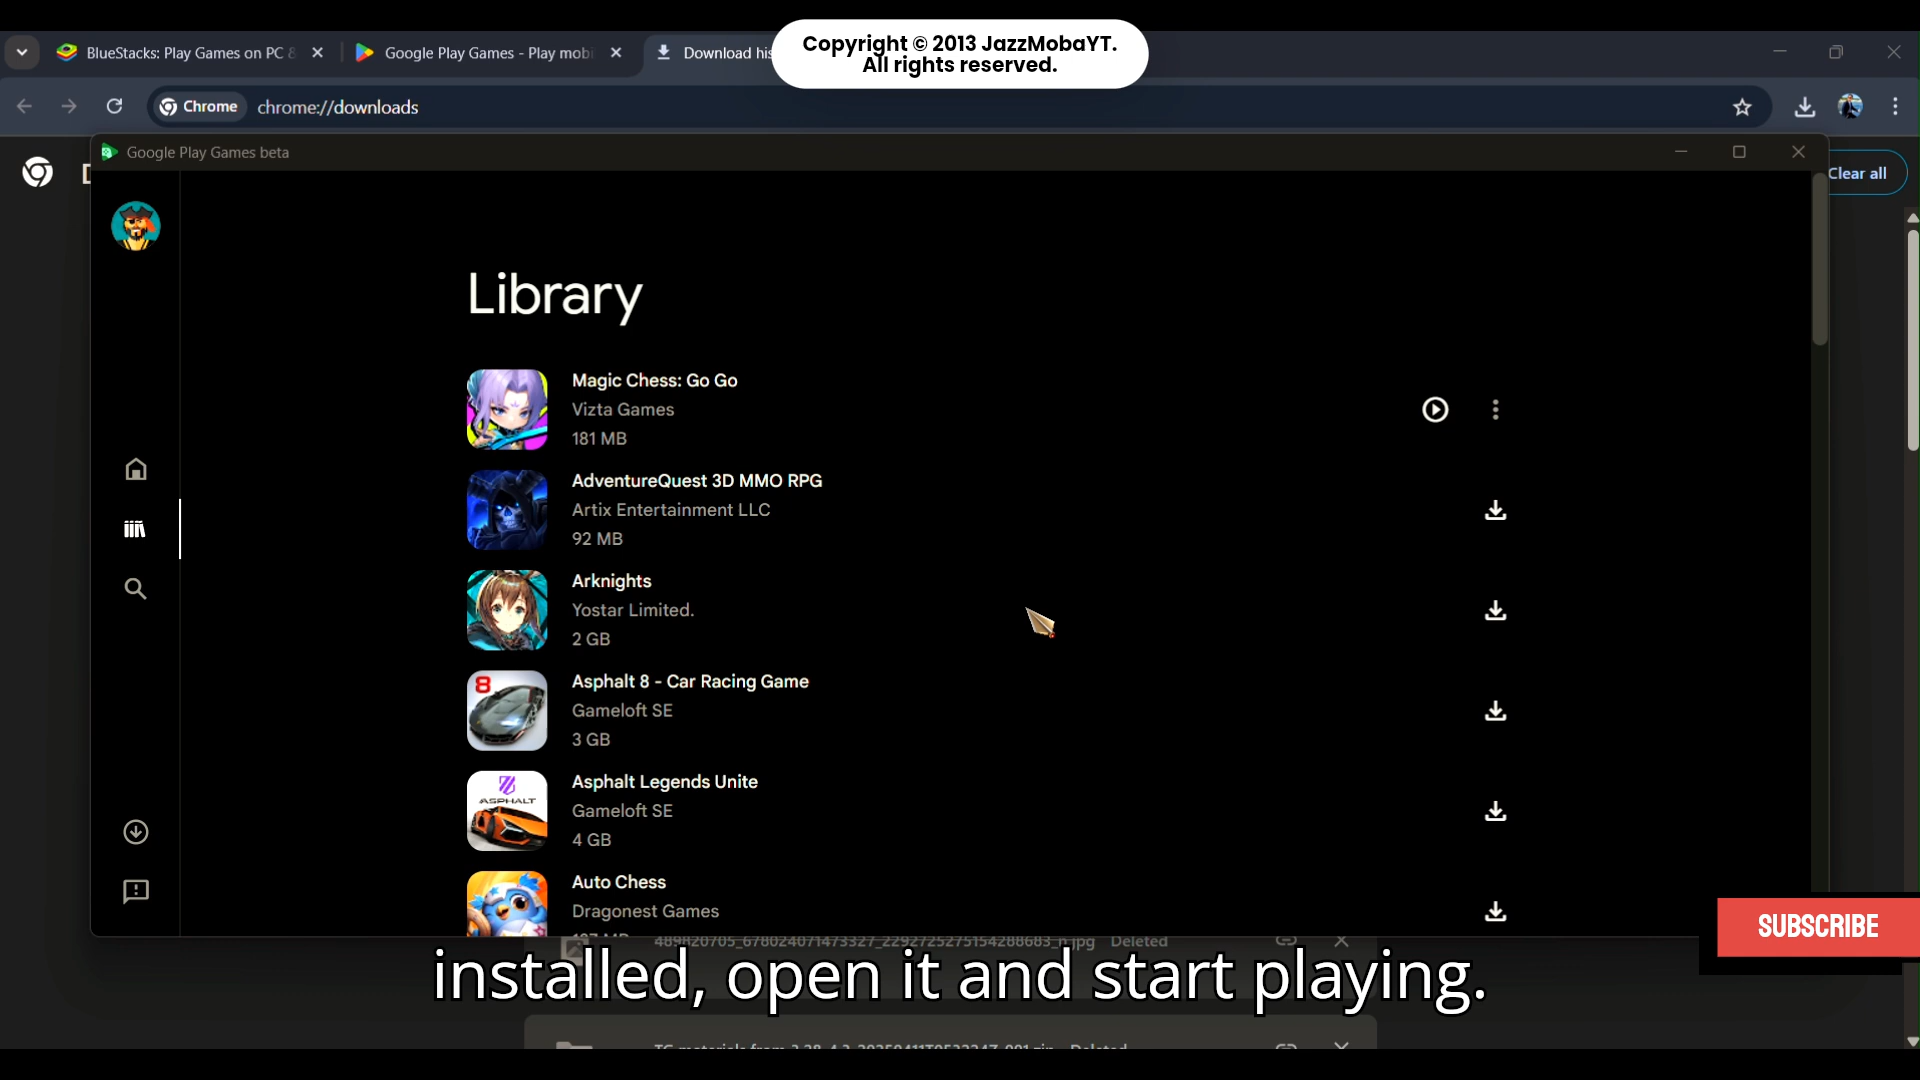 Copyright © 2013 JazzMobaYT.
All rights reserved.
BlueStacks: Play Games on PC &
Google Play Games - Play mobi
Download his
Chrome
chrome://downloads
Google Play Games beta
Clear all
Library
Magic Chess: Go Go
Vizta Games
181 MB
AdventureQuest 3D MMO RPG
Artix Entertainment LLC
92 MB
Arknights
Yostar Limited.
2 GB
8
Asphalt 8 - Car Racing Game
Gameloft SE
3 GB
ASPHALT
Asphalt Legends Unite
Gameloft SE
4 GB
Auto Chess
Dragonest Games
SUBSCRIBE
Deleted
installed, open it and start playing.